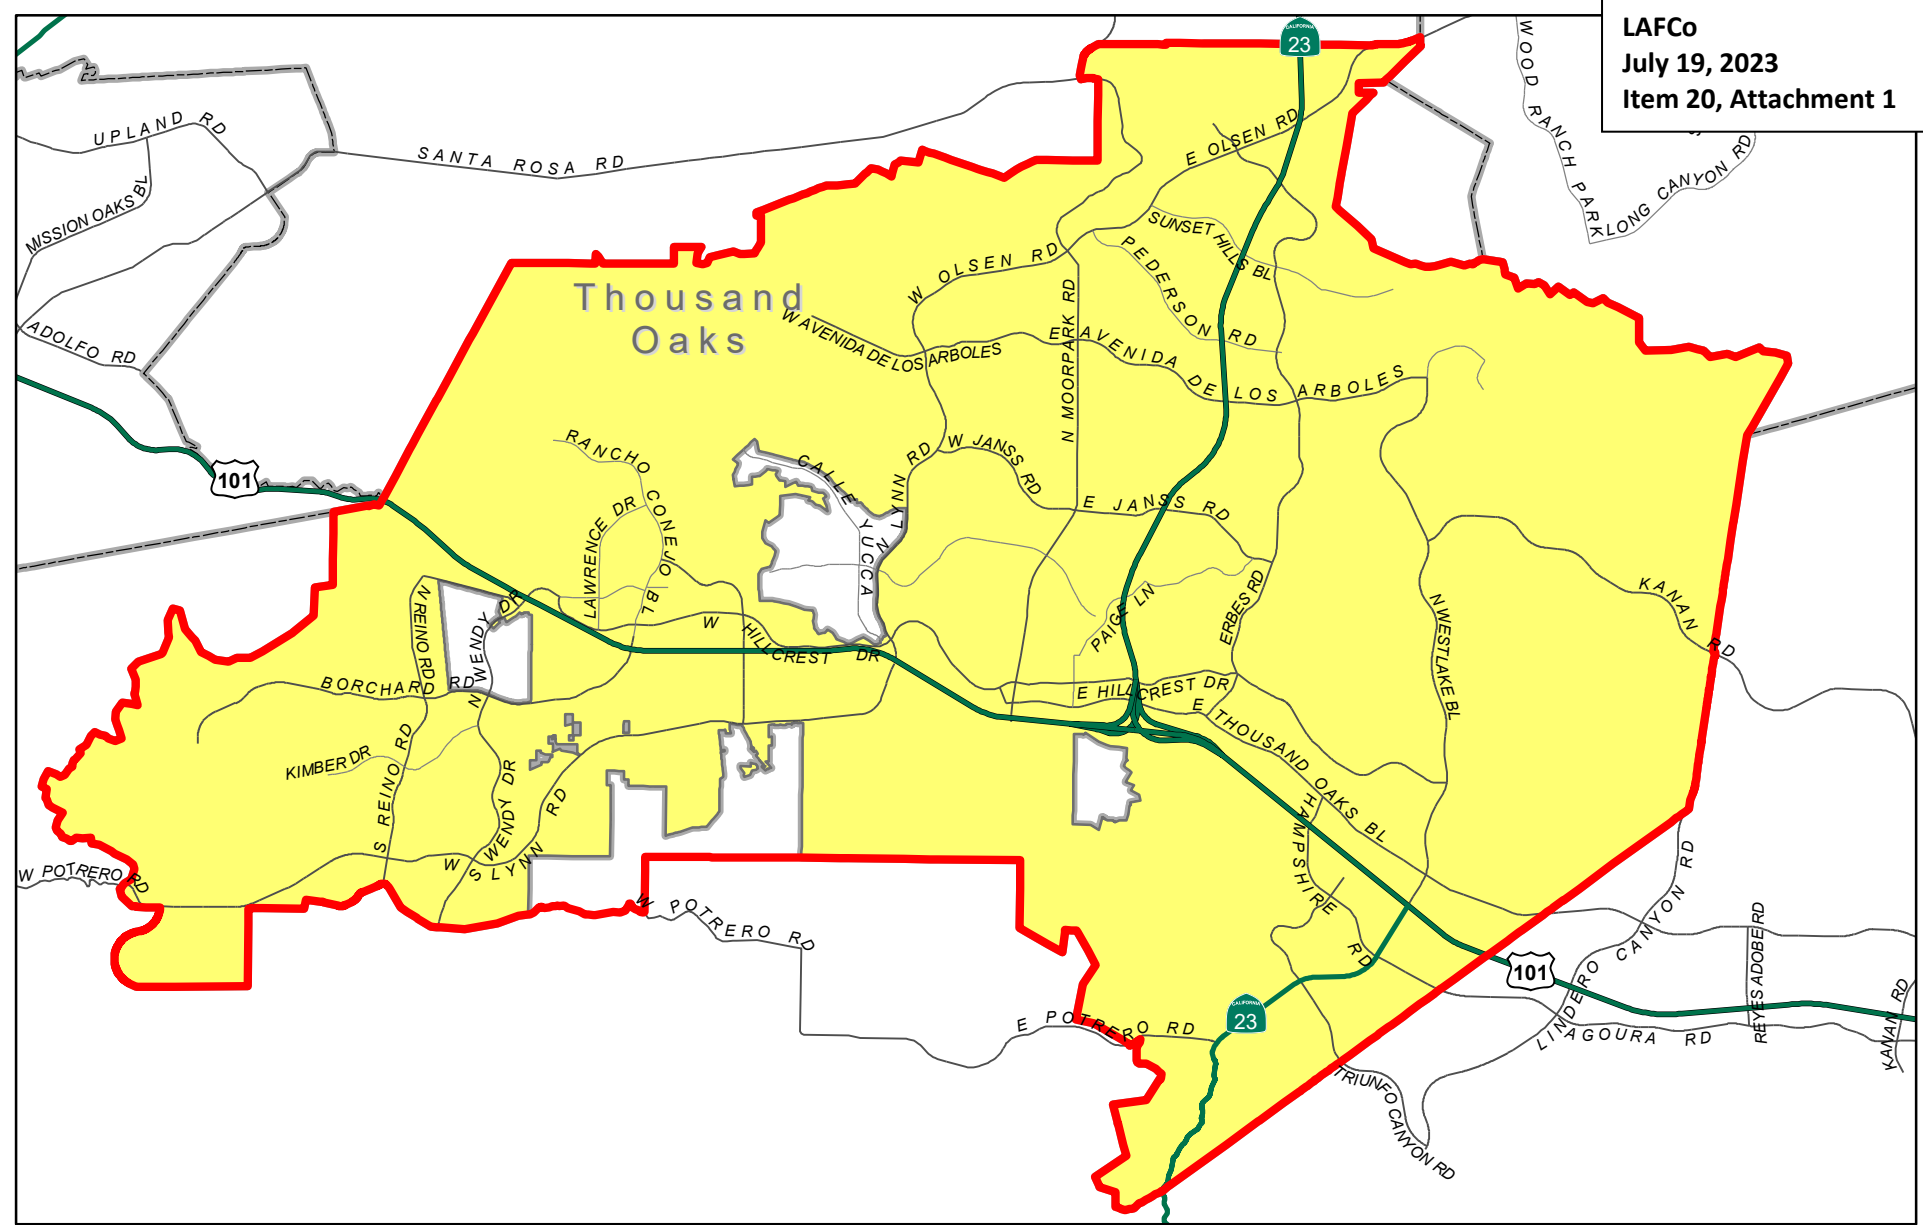 LAFCo
July 19, 2023
Item 20, Attachment 1
CALIFORNIA
23
WOOD RANCH PARK
LONG CANYON RD
UPLAND RD
SANTA ROSA RD
E OLSEN RD
MISSION OAKS BL
SUNSET HILLS BL
PEDERSON RD
W OLSEN RD
Thousand
Oaks
N MOORPARK RD
W AVENIDA DE LOS ARBOLES
E AVENIDA DE LOS ARBOLES
ADOLFO RD
RANCHO CONEJO BL
W JANSS RD
N LYNN RD
CALLE YUCCA
101
E JANSS RD
LAWRENCE DR
ERBES RD
PAIGE LN
KANAN RD
N WESTLAKE BL
N REINO RD
N WENDY DR
W HILLCREST DR
BORCHARD RD
E HILLCREST DR
E THOUSAND OAKS BL
KIMBER DR
S REINO RD
S WENDY DR
W LYNN RD
HAMPSHIRE RD
W POTRERO RD
W POTRERO RD
LINDERO CANYON RD
REYES ADOBE RD
101
KANAN RD
E POTRERO RD
CALIFORNIA
23
AGOURA RD
TRIUNFO CANYON RD